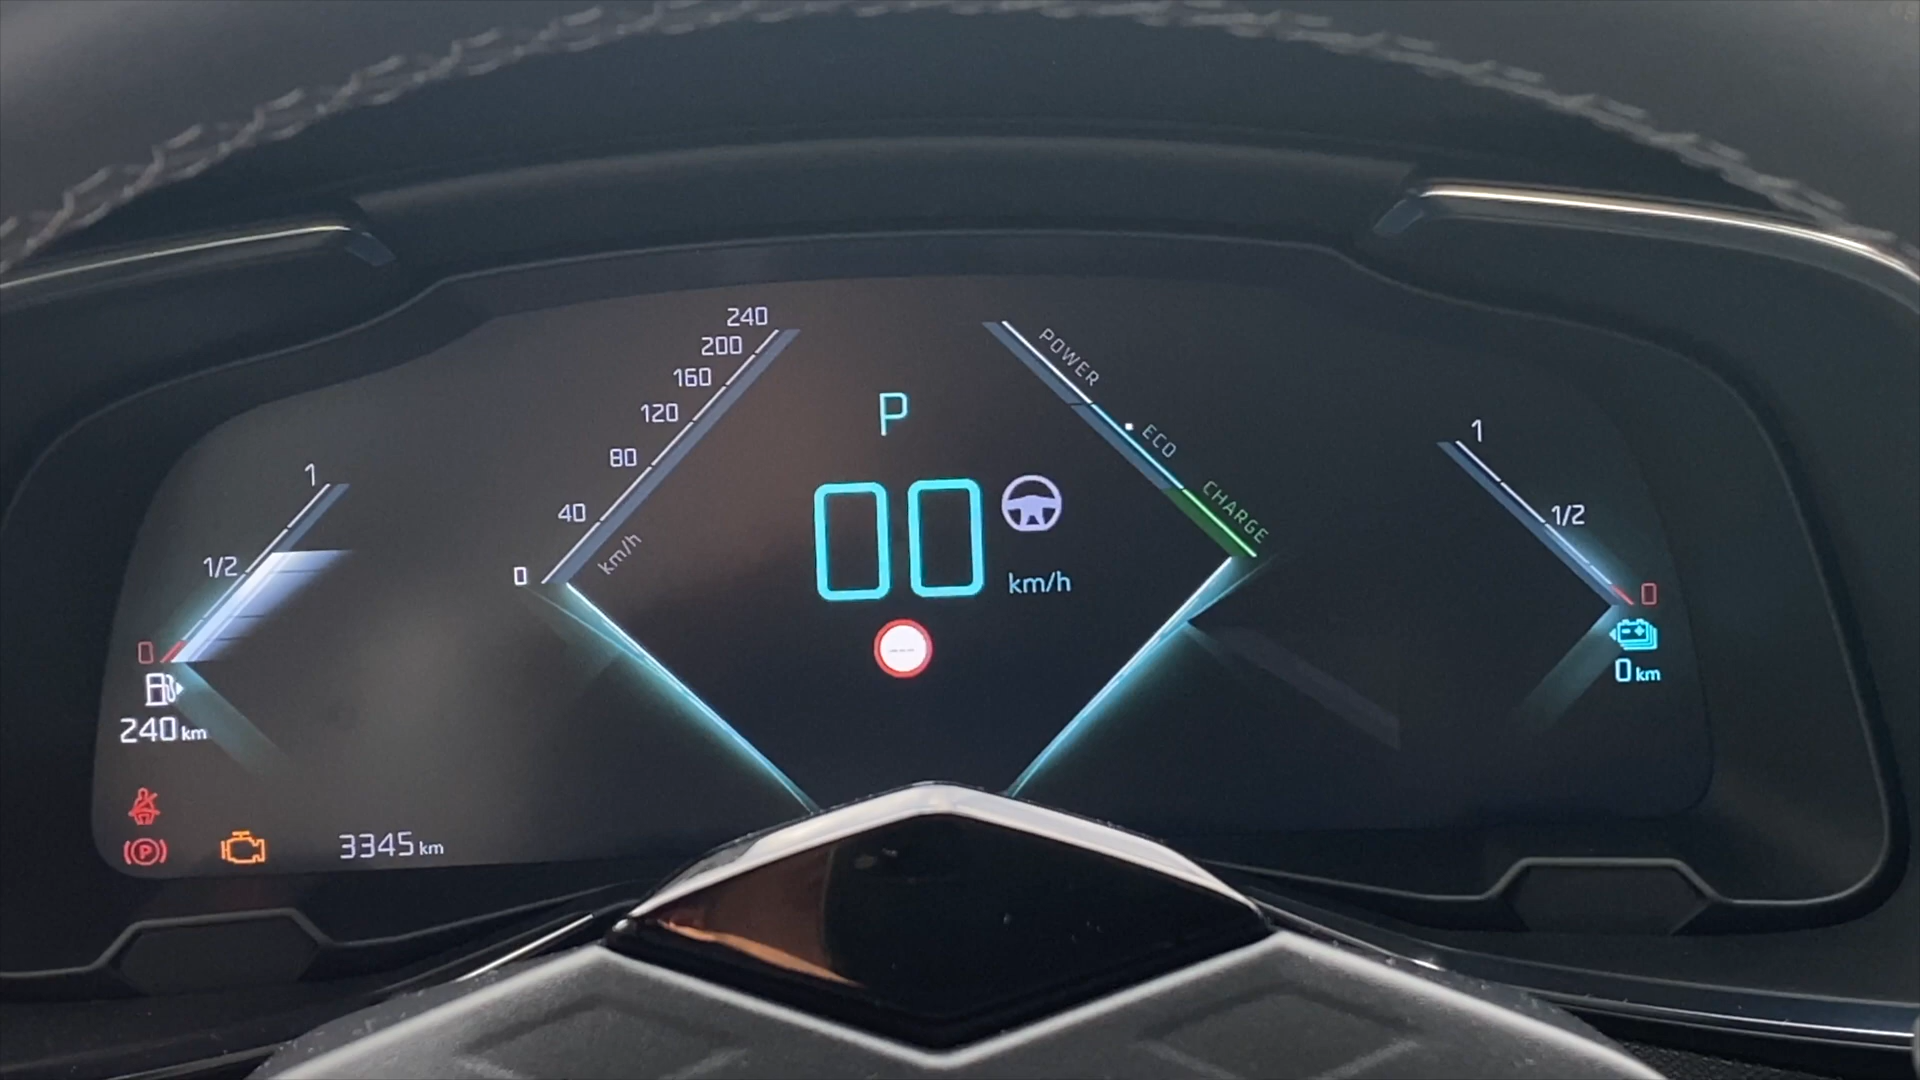 240
200
160
120
80
40
0
km/h
P
00
km/h
POWER
ECO
CHARGE
1
1/2
0
240 km
1
1/2
0
0 km
(P)
3345 km